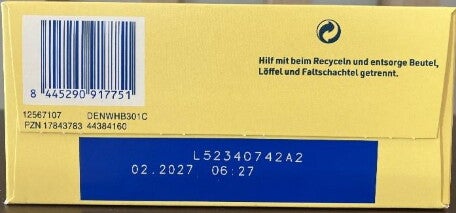 Hilf mit beim Recyceln und entsorge Beutel,
Löffel und Faltschachtel getrennt.
8 445290 917751
12567107 DENWHB301C
PZN 17843783 44384160
L52340742A2
02.2027 06:27